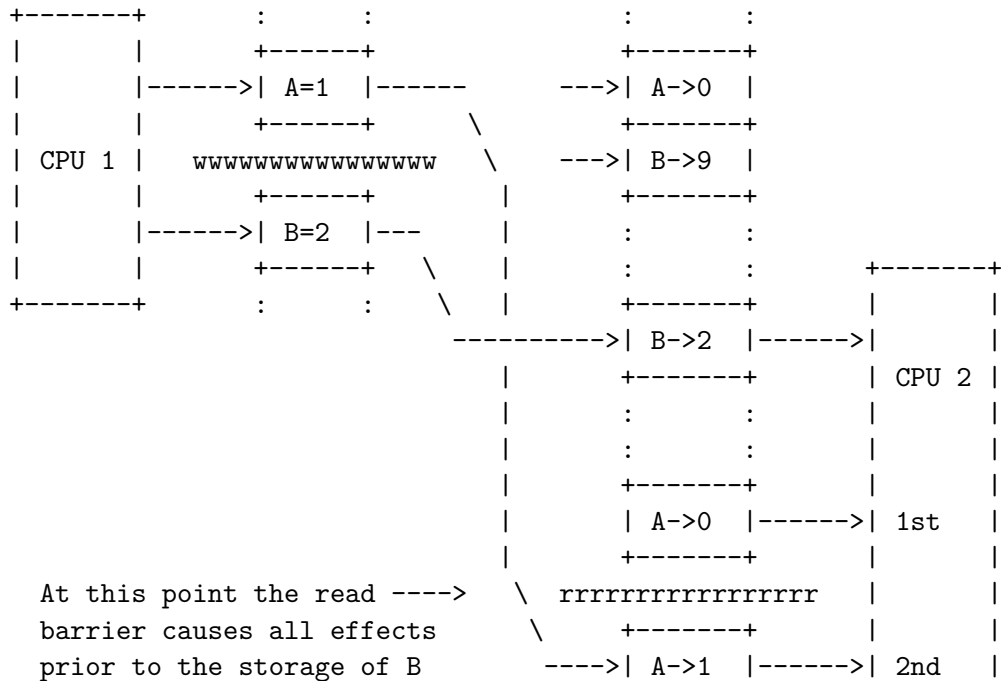 +-------+       :      :                :       :
|       |       +------+                +-------+
|       |------>| A=1  |------      --->| A->0  |
|       |       +------+      \         +-------+
| CPU 1 |   wwwwwwwwwwwwwwww   \    --->| B->9  |
|       |       +------+        |       +-------+
|       |------>| B=2  |---     |       :       :
|       |       +------+   \    |       :       :       +-------+
+-------+       :      :    \   |       +-------+       |       |
                             ---------->| B->2  |------>|       |
                                |       +-------+       | CPU 2 |
                                |       :       :       |       |
                                |       :       :       |       |
                                |       +-------+       |       |
                                |       | A->0  |------>| 1st   |
                                |       +-------+       |       |
  At this point the read ---->   \  rrrrrrrrrrrrrrrrr   |       |
  barrier causes all effects      \     +-------+       |       |
  prior to the storage of B        ---->| A->1  |------>| 2nd   |